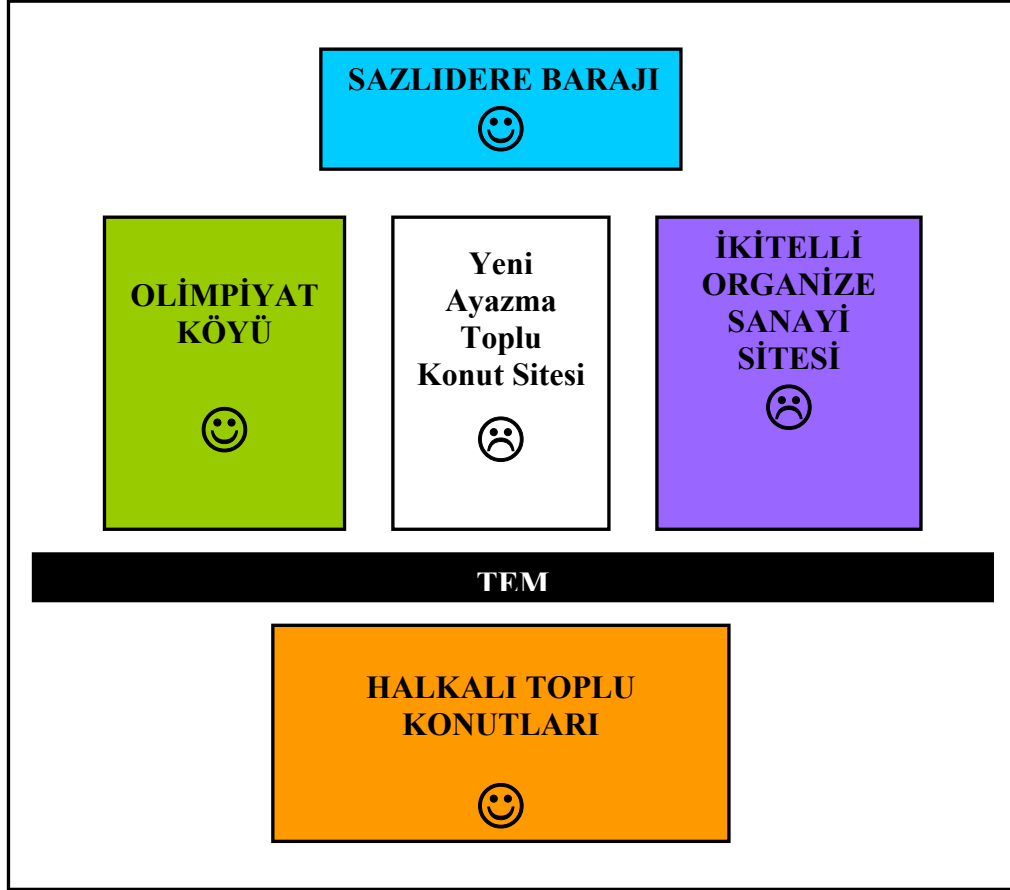 SAZLIDERE BARAJI
OLİMPİYAT
KÖYÜ
Yeni
Ayazma
Toplu
Konut Sitesi
İKİTELLİ
ORGANİZE
SANAYİ
SİTESİ
TEM
HALKALI TOPLU
KONUTLARI